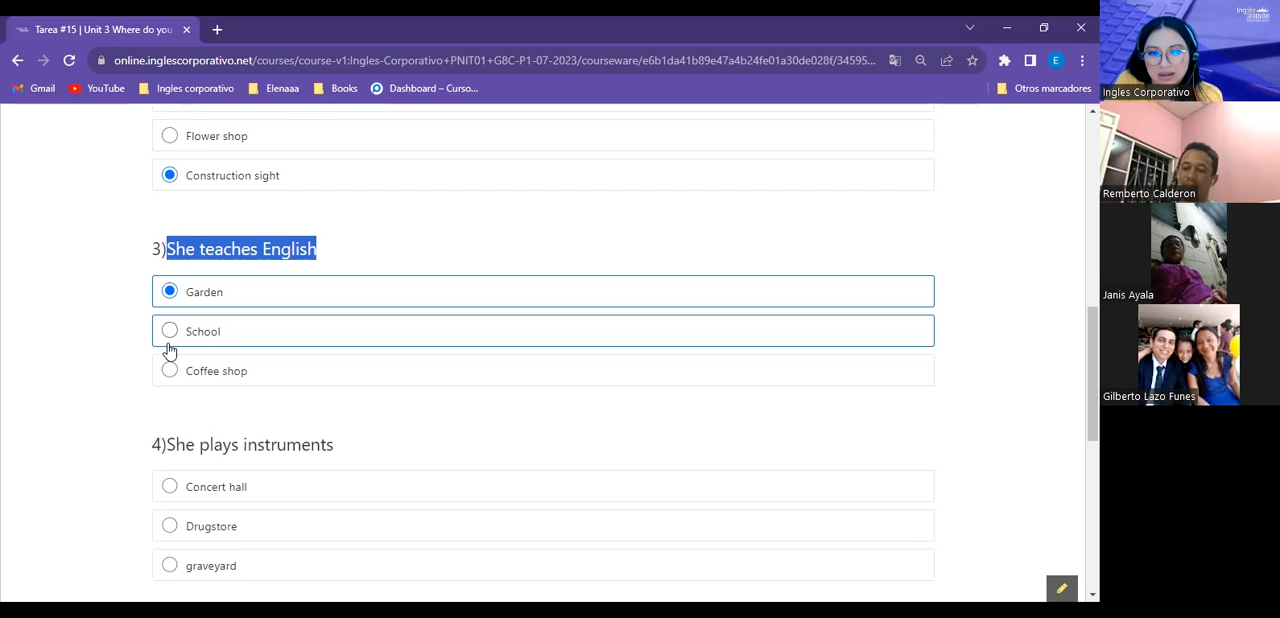 Tarea #15 | Unit 3 Where do you
online.inglescorporativo.net/courses/course-v1:Ingles-Corporativo+PNIT01+G8C-P1-07-2023/courseware/e6b1da41b89e47a4b24fe01a30de028f/34595...
E
Gmail
YouTube
Ingles corporativo
Elenaaa
Books
Dashboard – Curso...
Otros marcadores
Flower shop
Construction sight
3)She teaches English
Garden
School
Coffee shop
4)She plays instruments
Concert hall
Drugstore
graveyard
Ingles Corporativo
Remberto Calderon
Janis Ayala
Gilberto Lazo Funes